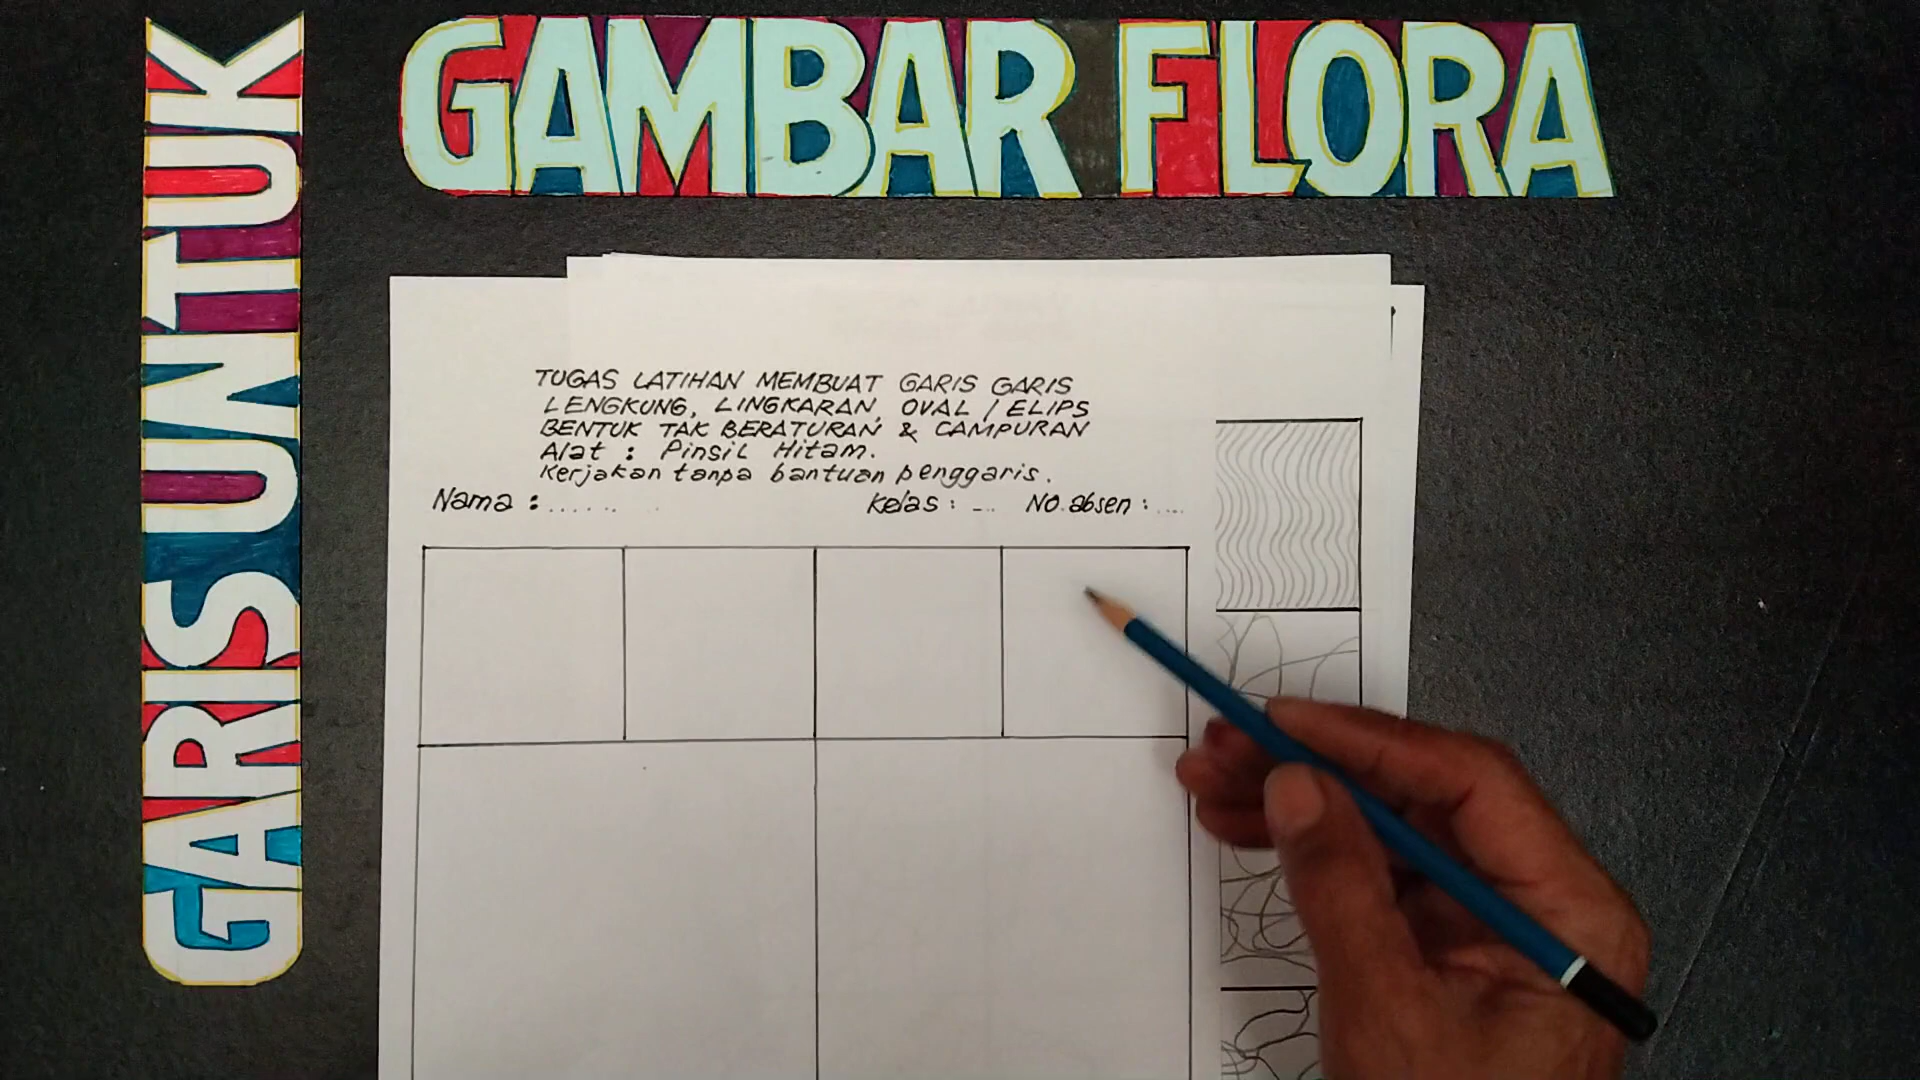 GARIS UNTUK
GAMBAR FLORA
TUGAS LATIHAN MEMBUAT GARIS GARIS
LENGKUNG, LINGKARAN, OVAL / ELIPS
BENTUK TAK BERATURAN & CAMPURAN
Alat : Pinsil Hitam.
Kerjakan tanpa bantuan penggaris.
Nama : ...... Kelas : ... No. absen : ....